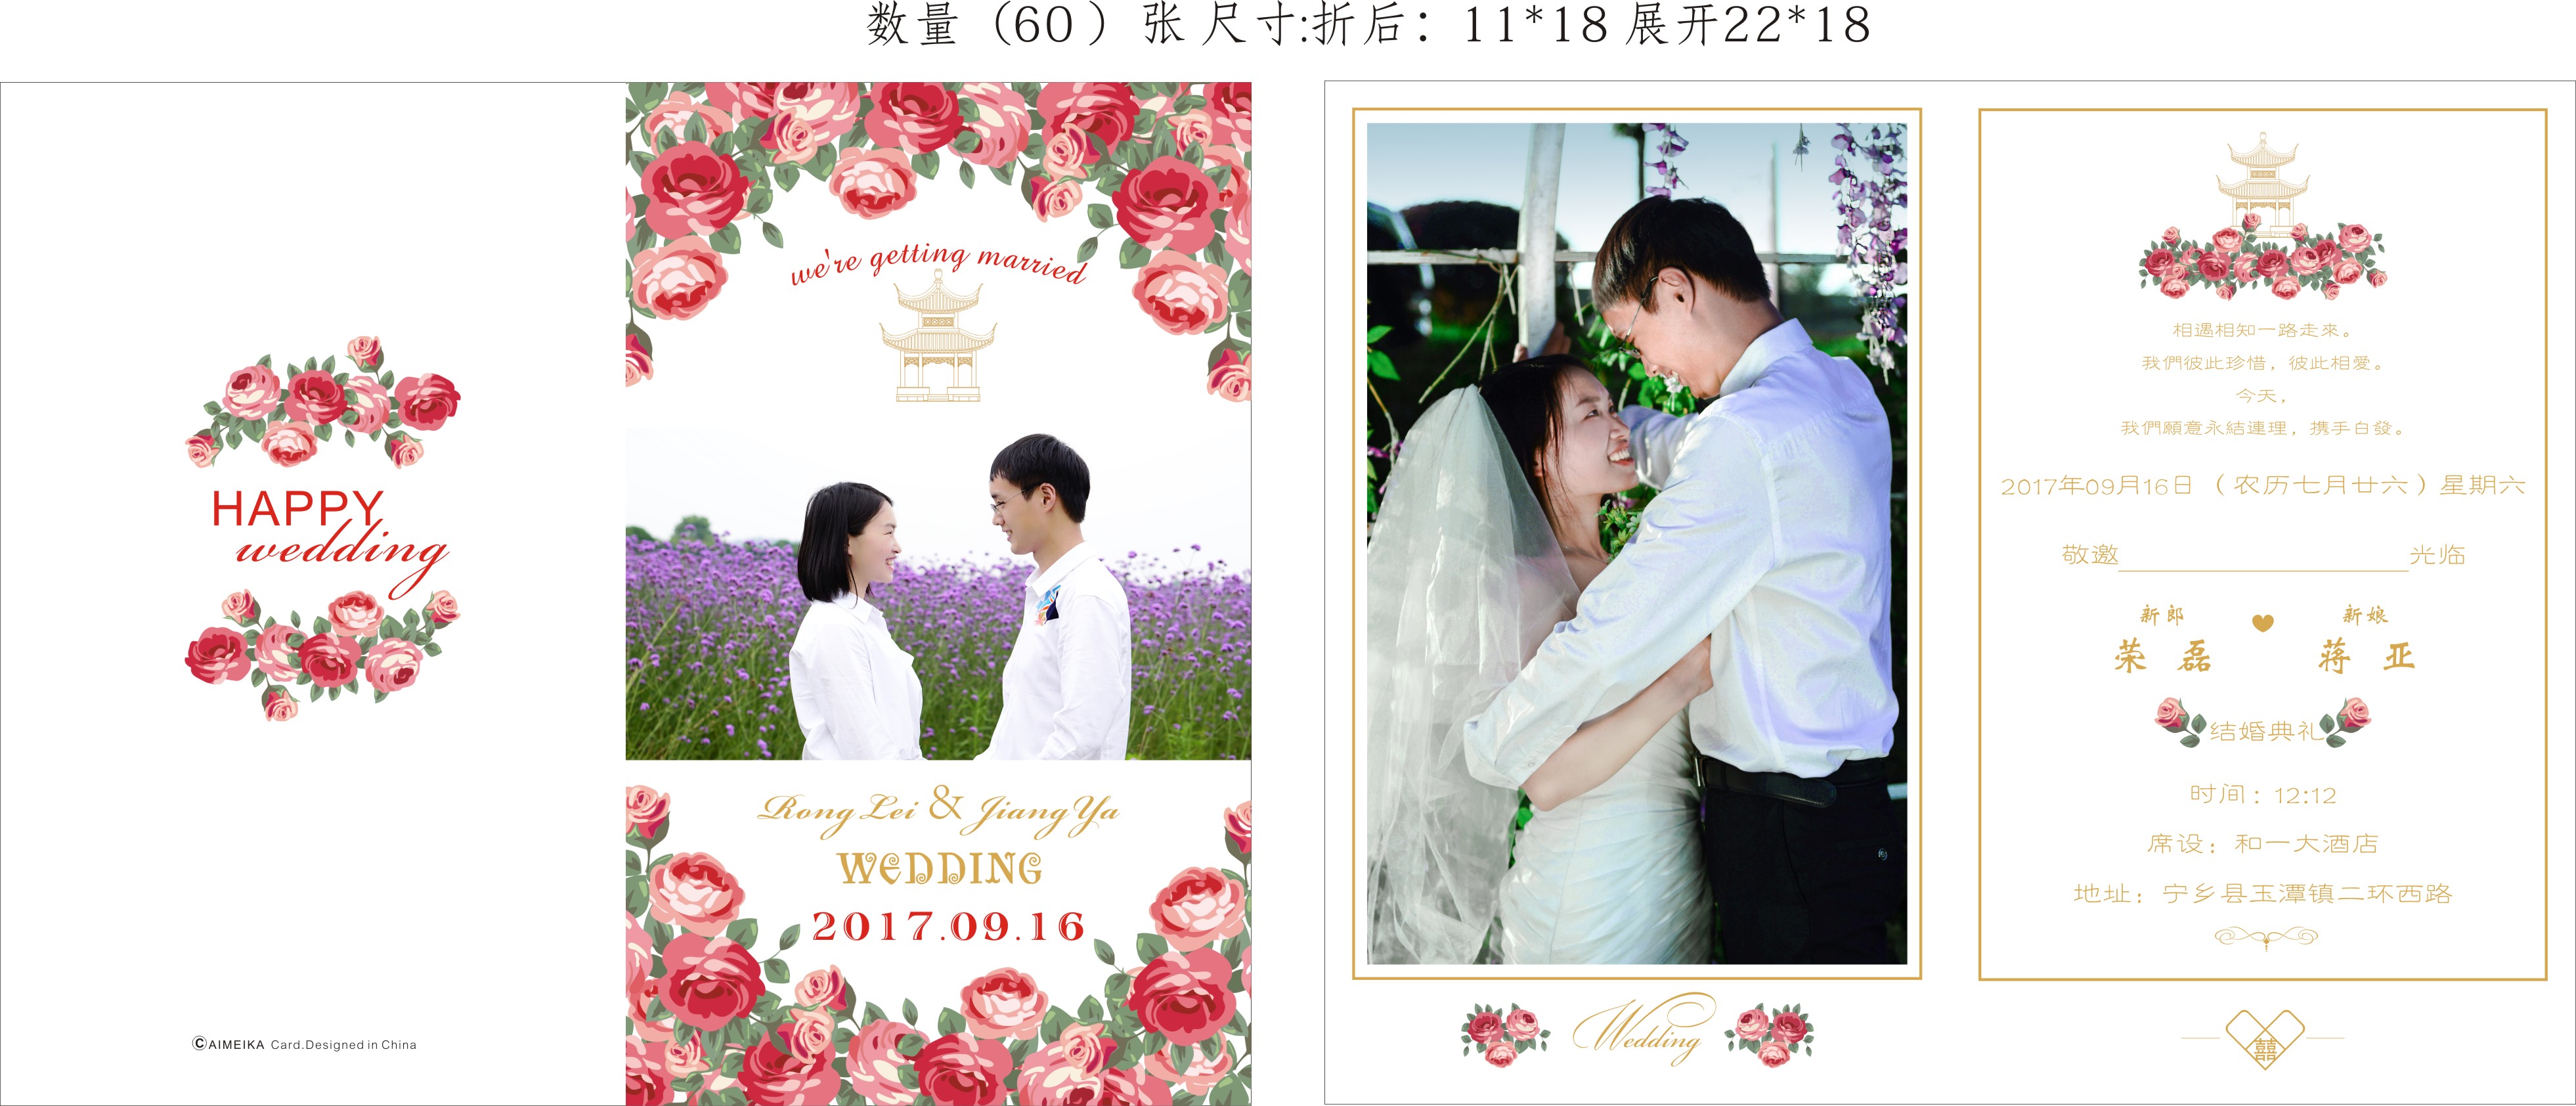 数量（60）张 尺寸:折后：11*18 展开22*18
HAPPY
wedding
©AIMEIKA Card.Designed in China
we're getting married
Rong Lei & Jiang Ya
WEDDING
2017.09.16
Wedding
相遇相知一路走來。
我們彼此珍惜，彼此相愛。
今天，
我們願意永結連理，携手白發。
2017年09月16日（农历七月廿六）星期六
敬邀 光临
新郎 新娘
荣磊 蒋亚
结婚典礼
时间：12:12
席设：和一大酒店
地址：宁乡县玉潭镇二环西路
囍